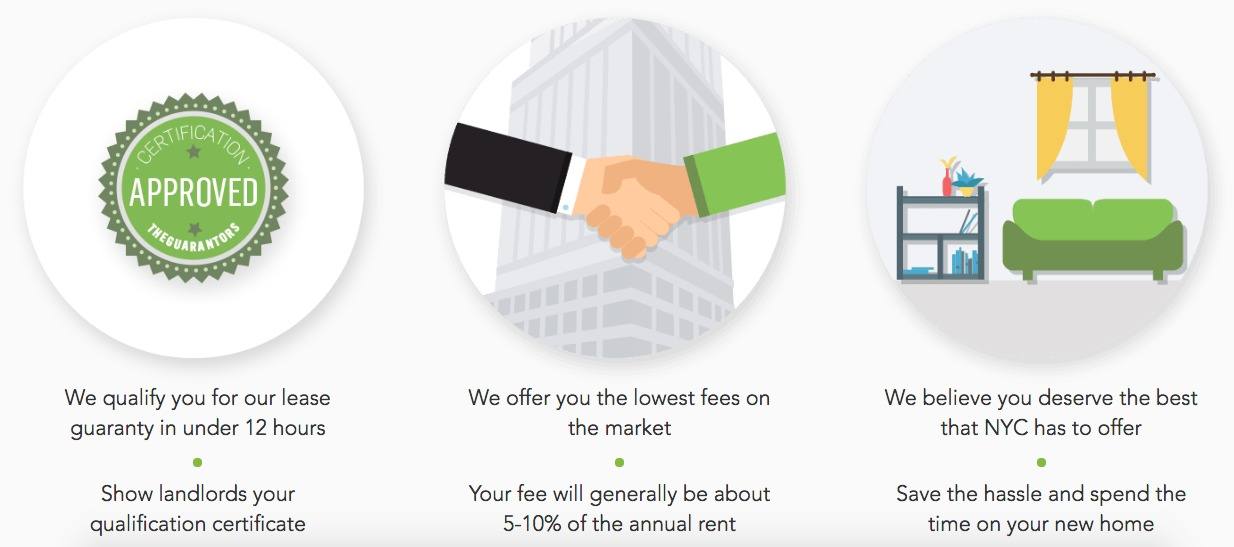 CERTIFICATION
APPROVED
THEGUARANTORS
We qualify you for our lease
guaranty in under 12 hours
Show landlords your
qualification certificate
We offer you the lowest fees on
the market
Your fee will generally be about
5-10% of the annual rent
We believe you deserve the best
that NYC has to offer
Save the hassle and spend the
time on your new home